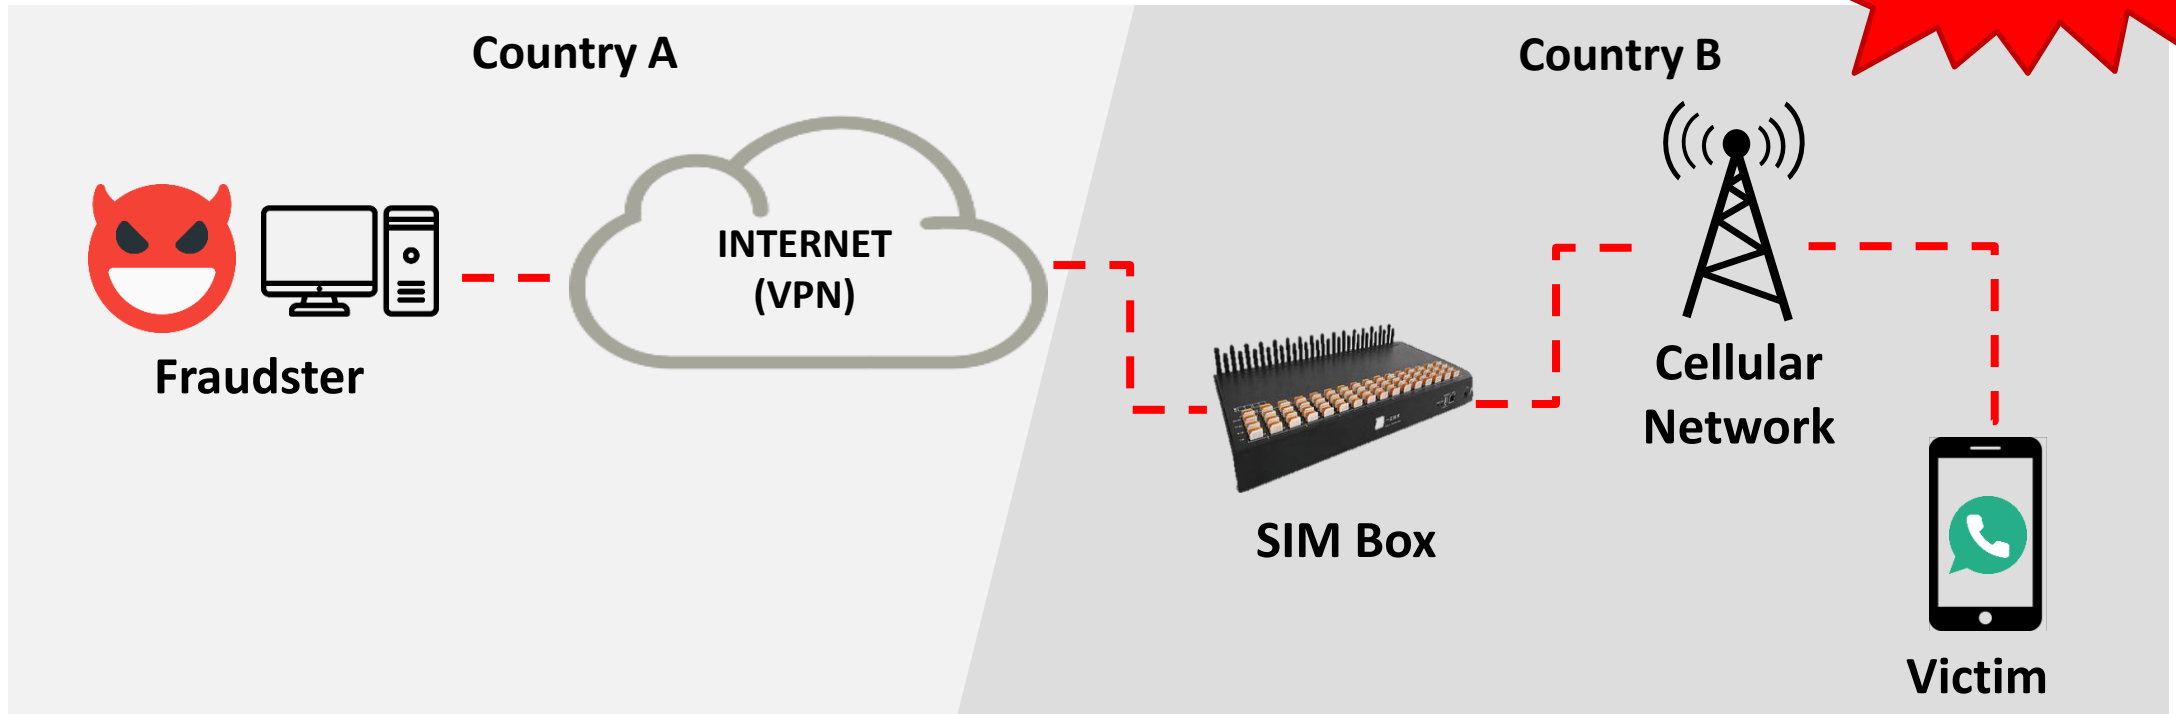 Country A
Country B
INTERNET
(VPN)
Fraudster
Cellular
Network
SIM Box
Victim